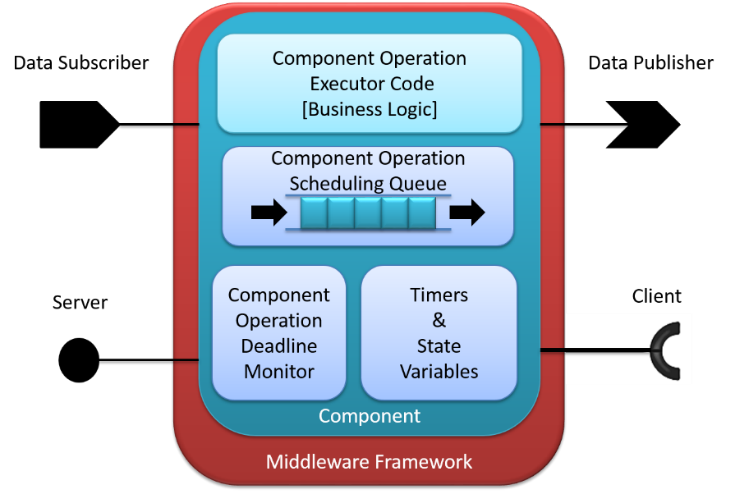 Component Operation
Executor Code
[Business Logic]
Data Subscriber
Data Publisher
Component Operation
Scheduling Queue
Server
Client
Component
Operation
Deadline
Monitor
Timers
&
State
Variables
Component
Middleware Framework